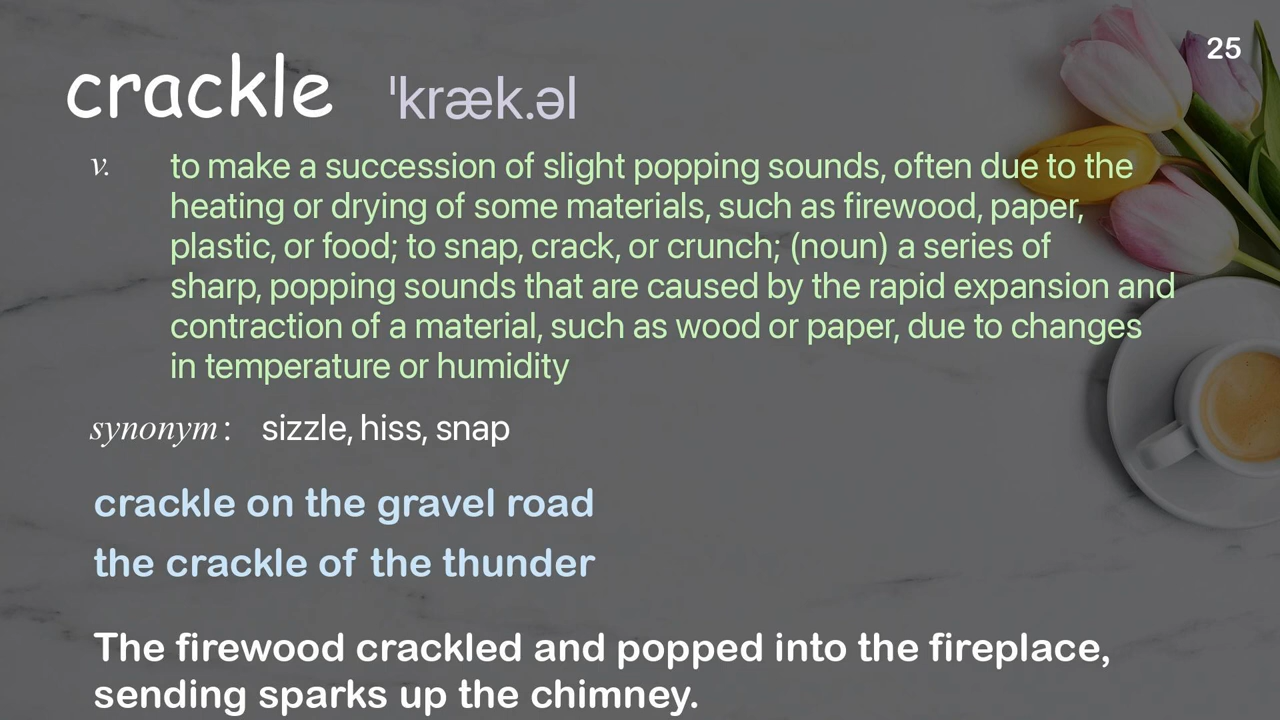 25
crackle ˈkræk.əl
v. to make a succession of slight popping sounds, often due to the
heating or drying of some materials, such as firewood, paper,
plastic, or food; to snap, crack, or crunch; (noun) a series of
sharp, popping sounds that are caused by the rapid expansion and
contraction of a material, such as wood or paper, due to changes
in temperature or humidity
synonym : sizzle, hiss, snap
crackle on the gravel road
the crackle of the thunder
The firewood crackled and popped into the fireplace,
sending sparks up the chimney.